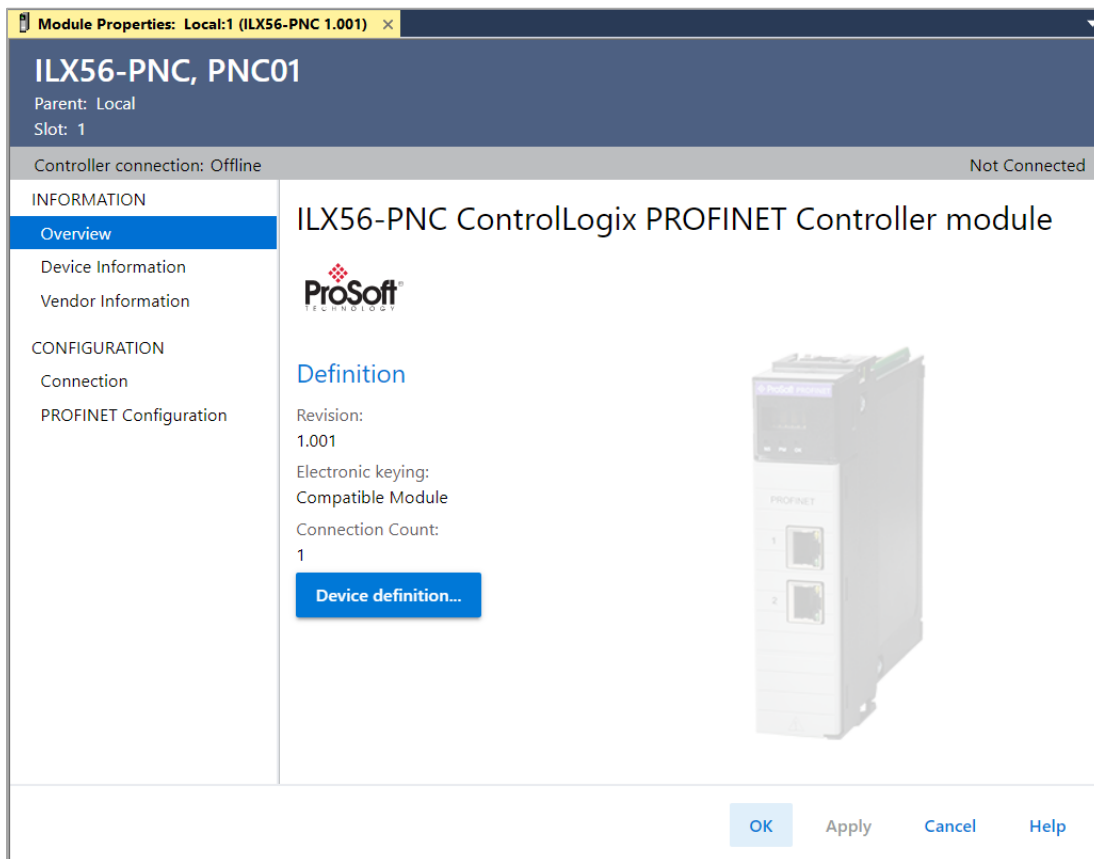 Module Properties: Local:1 (ILX56-PNC 1.001)
ILX56-PNC, PNC01
Parent: Local
Slot: 1
Controller connection: Offline
Not Connected
INFORMATION
Overview
Device Information
Vendor Information
CONFIGURATION
Connection
PROFINET Configuration
ILX56-PNC ControlLogix PROFINET Controller module
ProSoft
TECHNOLOGY
Definition
Revision:
1.001
Electronic keying:
Compatible Module
Connection Count:
1
Device definition...
ProSoft PROFINET
PROFINET
1
2
OK
Apply
Cancel
Help